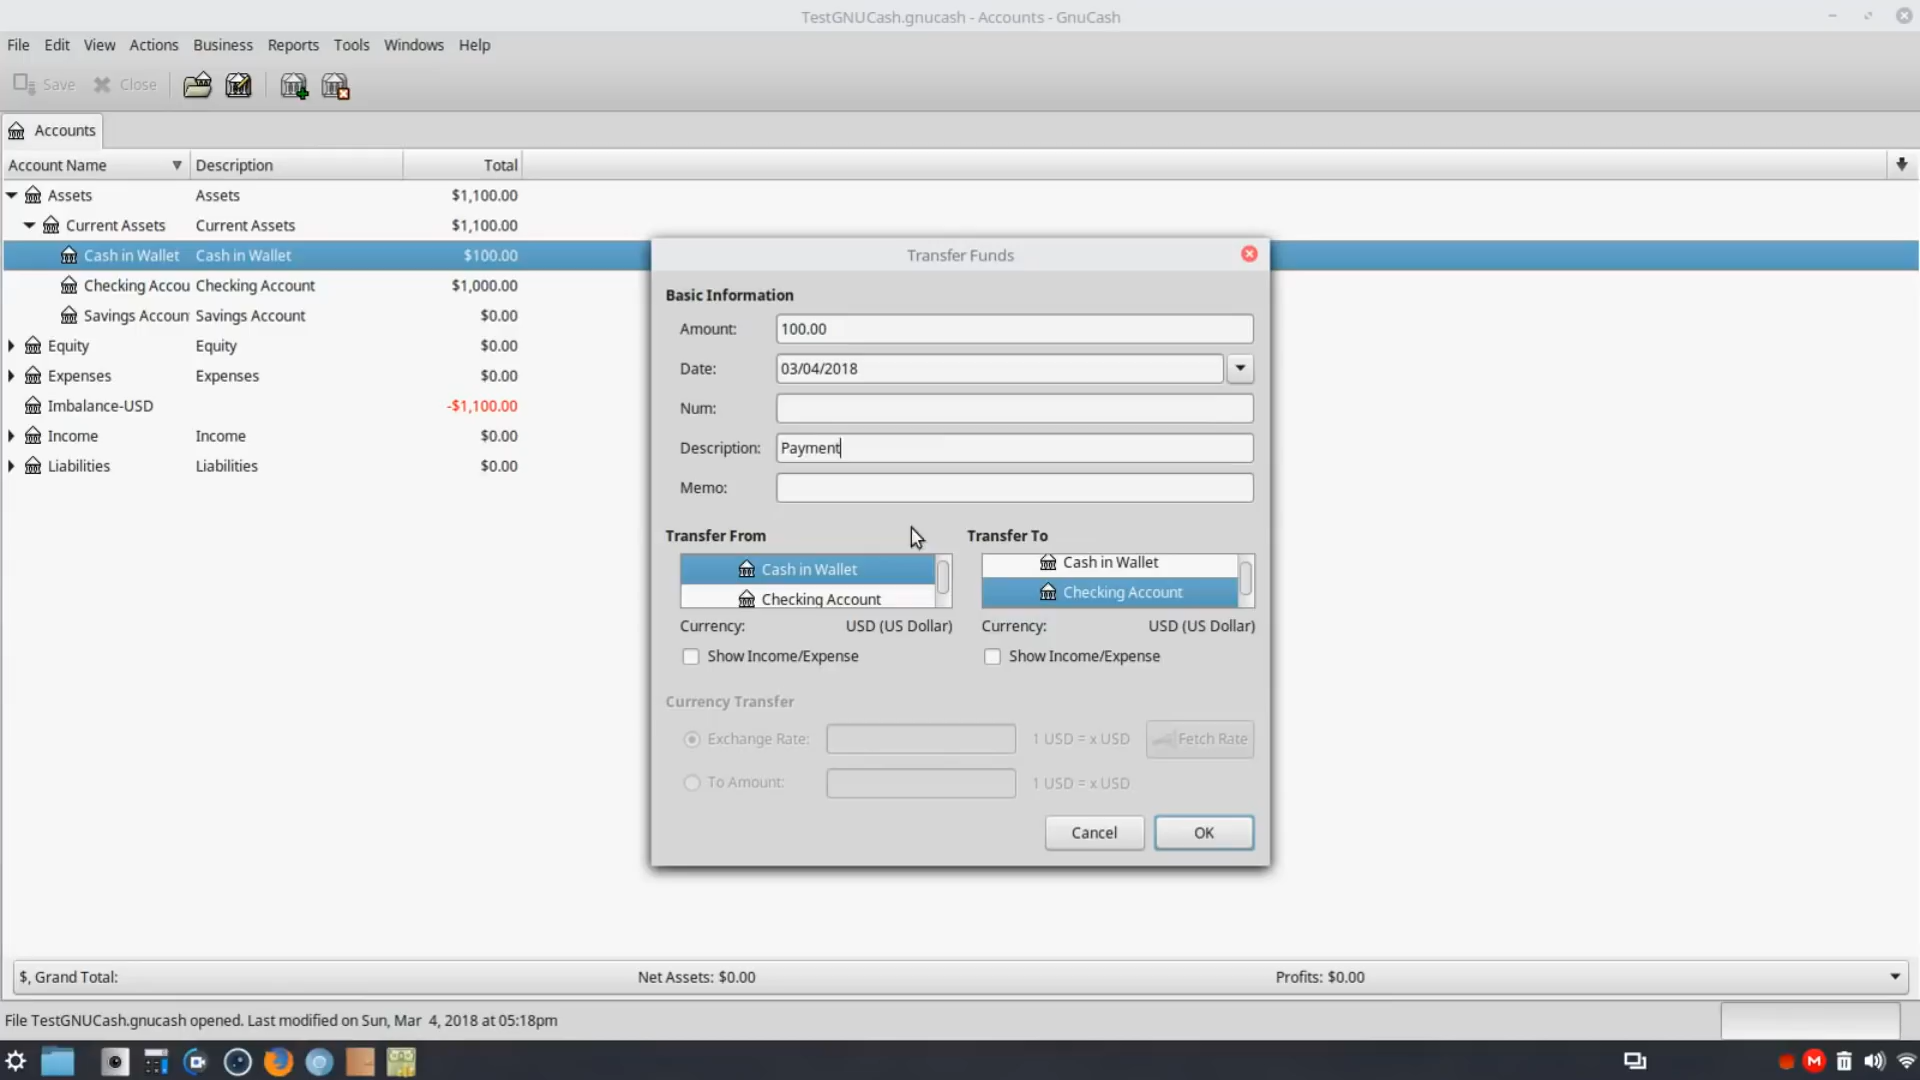 TestGNUCash.gnucash - Accounts - GnuCash
File Edit View Actions Business Reports Tools Windows Help
Save Close
Accounts
Account Name Description Total
Assets Assets $1,100.00
Current Assets Current Assets $1,100.00
Cash in Wallet Cash in Wallet $100.00
Checking Accou Checking Account $1,000.00
Savings Accoun Savings Account $0.00
Equity Equity $0.00
Expenses Expenses $0.00
Imbalance-USD -$1,100.00
Income Income $0.00
Liabilities Liabilities $0.00
Transfer Funds
Basic Information
Amount: 100.00
Date: 03/04/2018
Num:
Description: Payment
Memo:
Transfer From Transfer To
Cash in Wallet Cash in Wallet
Checking Account Checking Account
Currency: USD (US Dollar) Currency: USD (US Dollar)
Show Income/Expense Show Income/Expense
Currency Transfer
Exchange Rate: 1 USD = x USD Fetch Rate
To Amount: 1 USD = x USD
Cancel OK
$, Grand Total: Net Assets: $0.00 Profits: $0.00
File TestGNUCash.gnucash opened. Last modified on Sun, Mar 4, 2018 at 05:18pm
M